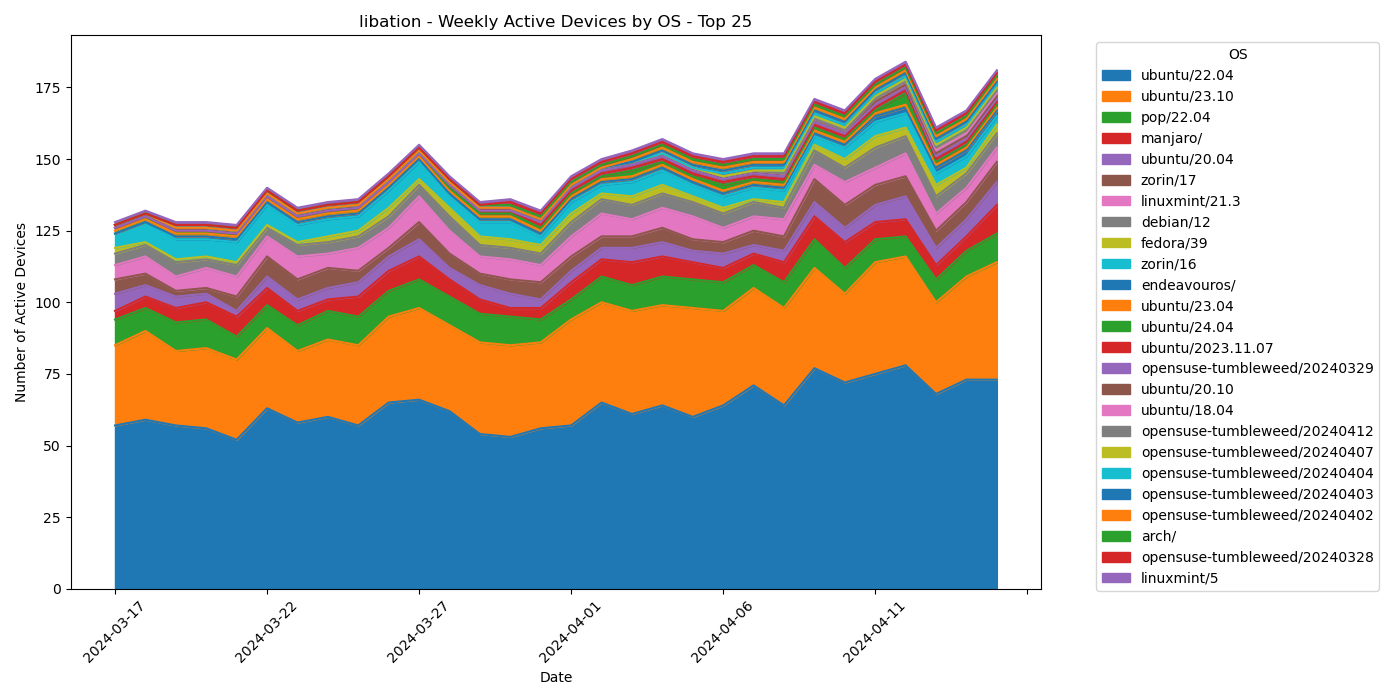 libation - Weekly Active Devices by OS - Top 25
Number of Active Devices
175
150
125
100
75
50
25
0
2024-03-17
2024-03-22
2024-03-27
2024-04-01
2024-04-06
2024-04-11
Date
OS
ubuntu/22.04
ubuntu/23.10
pop/22.04
manjaro/
ubuntu/20.04
zorin/17
linuxmint/21.3
debian/12
fedora/39
zorin/16
endeavouros/
ubuntu/23.04
ubuntu/24.04
ubuntu/2023.11.07
opensuse-tumbleweed/20240329
ubuntu/20.10
ubuntu/18.04
opensuse-tumbleweed/20240412
opensuse-tumbleweed/20240407
opensuse-tumbleweed/20240404
opensuse-tumbleweed/20240403
opensuse-tumbleweed/20240402
arch/
opensuse-tumbleweed/20240328
linuxmint/5